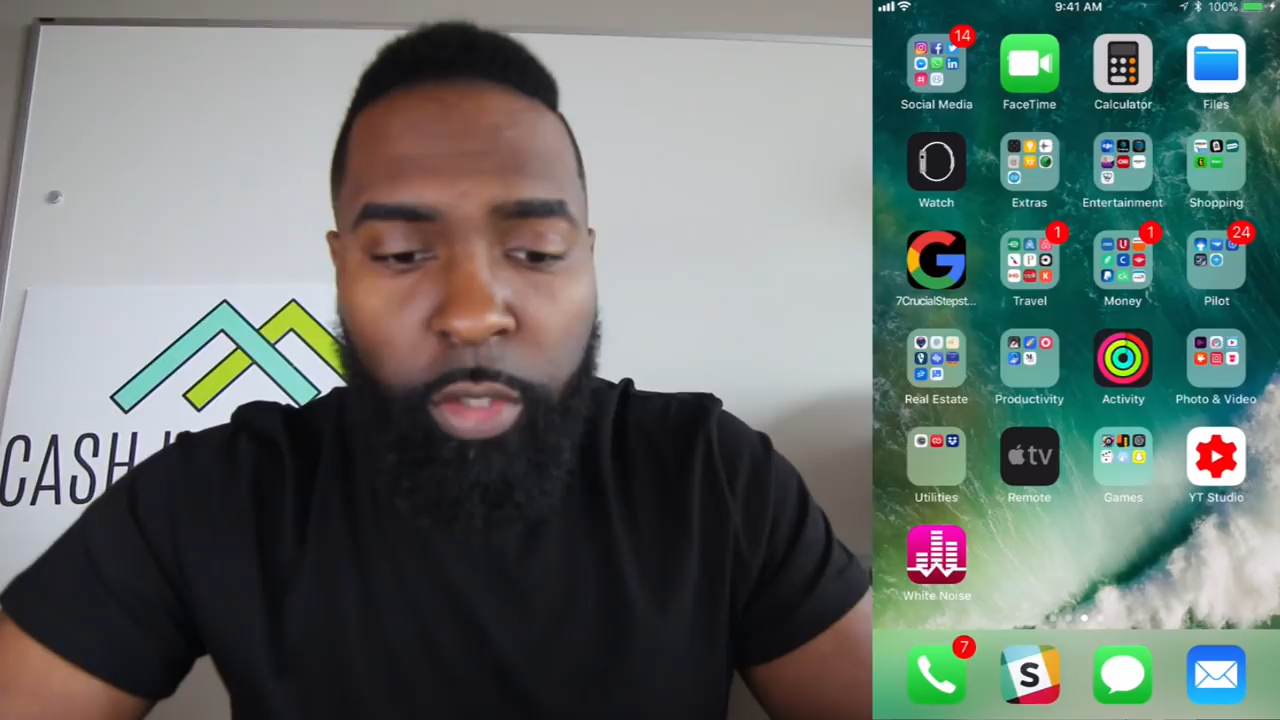 CASH
9:41 AM
100%
14
Social Media
FaceTime
Calculator
Files
Watch
Extras
Entertainment
Shopping
1
1
24
7CrucialStepst...
Travel
Money
Pilot
Real Estate
Productivity
Activity
Photo & Video
tv
Utilities
Remote
Games
YT Studio
White Noise
7
S